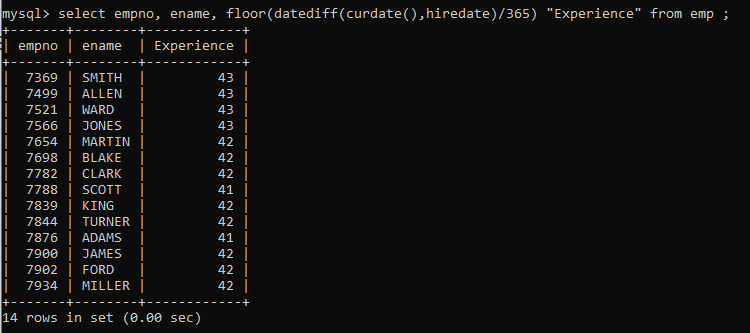 mysql> select empno, ename, floor(datediff(curdate(),hiredate)/365) "Experience" from emp ;
+-------+--------+------------+
| empno | ename  | Experience |
+-------+--------+------------+
|  7369 | SMITH  |         43 |
|  7499 | ALLEN  |         43 |
|  7521 | WARD   |         43 |
|  7566 | JONES  |         43 |
|  7654 | MARTIN |         42 |
|  7698 | BLAKE  |         42 |
|  7782 | CLARK  |         42 |
|  7788 | SCOTT  |         41 |
|  7839 | KING   |         42 |
|  7844 | TURNER |         42 |
|  7876 | ADAMS  |         41 |
|  7900 | JAMES  |         42 |
|  7902 | FORD   |         42 |
|  7934 | MILLER |         42 |
+-------+--------+------------+
14 rows in set (0.00 sec)